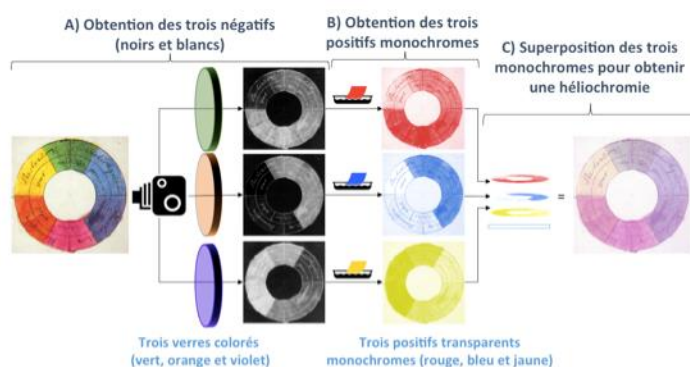 A) Obtention des trois négatifs
(noirs et blancs)
B) Obtention des trois
positifs monochromes
C) Superposition des trois
monochromes pour obtenir
une héliochromie
=
Trois verres colorés
(vert, orange et violet)
Trois positifs transparents
monochromes (rouge, bleu et jaune)